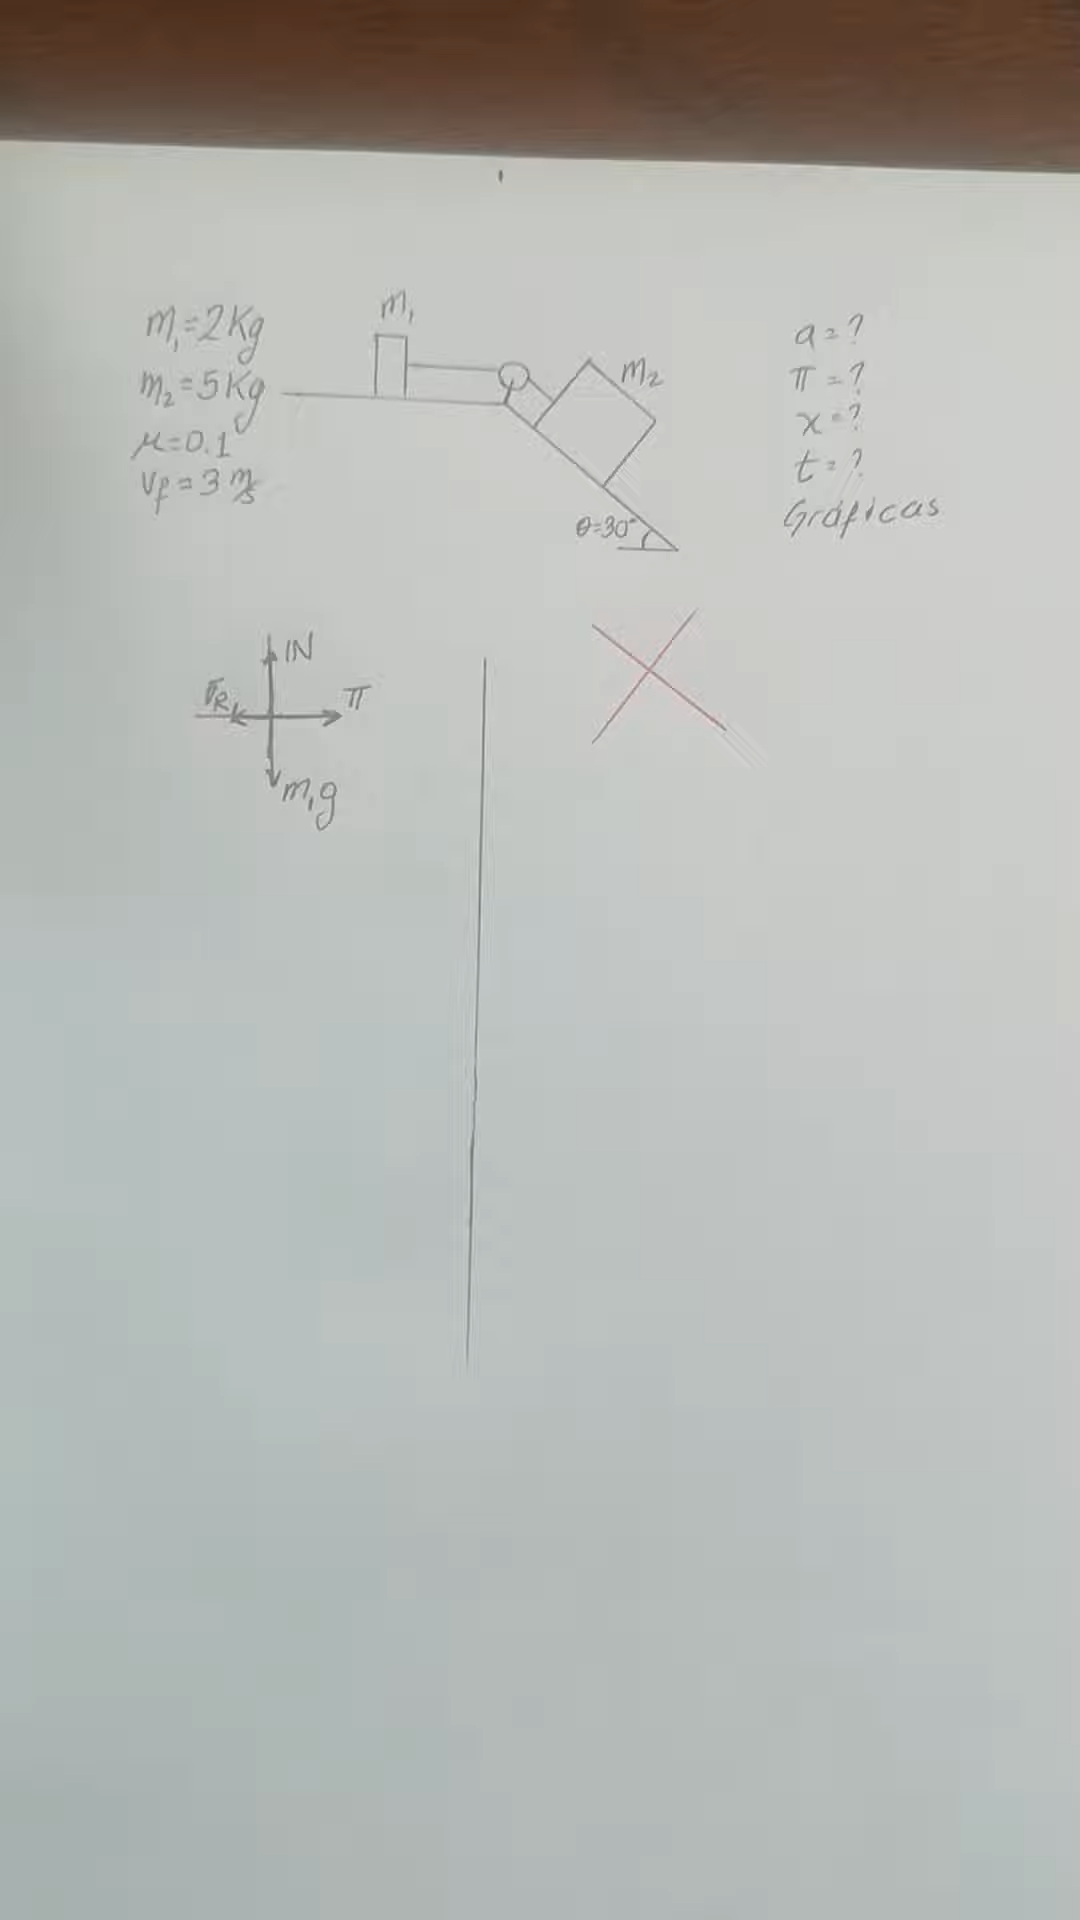 m₁=2Kg
m₂=5Kg
μ=0.1
Vf=3 m/s
m₁
m₂
θ=30°
a=?
T=?
x=?
t=?
Gráficas
N
FR
T
m₁g